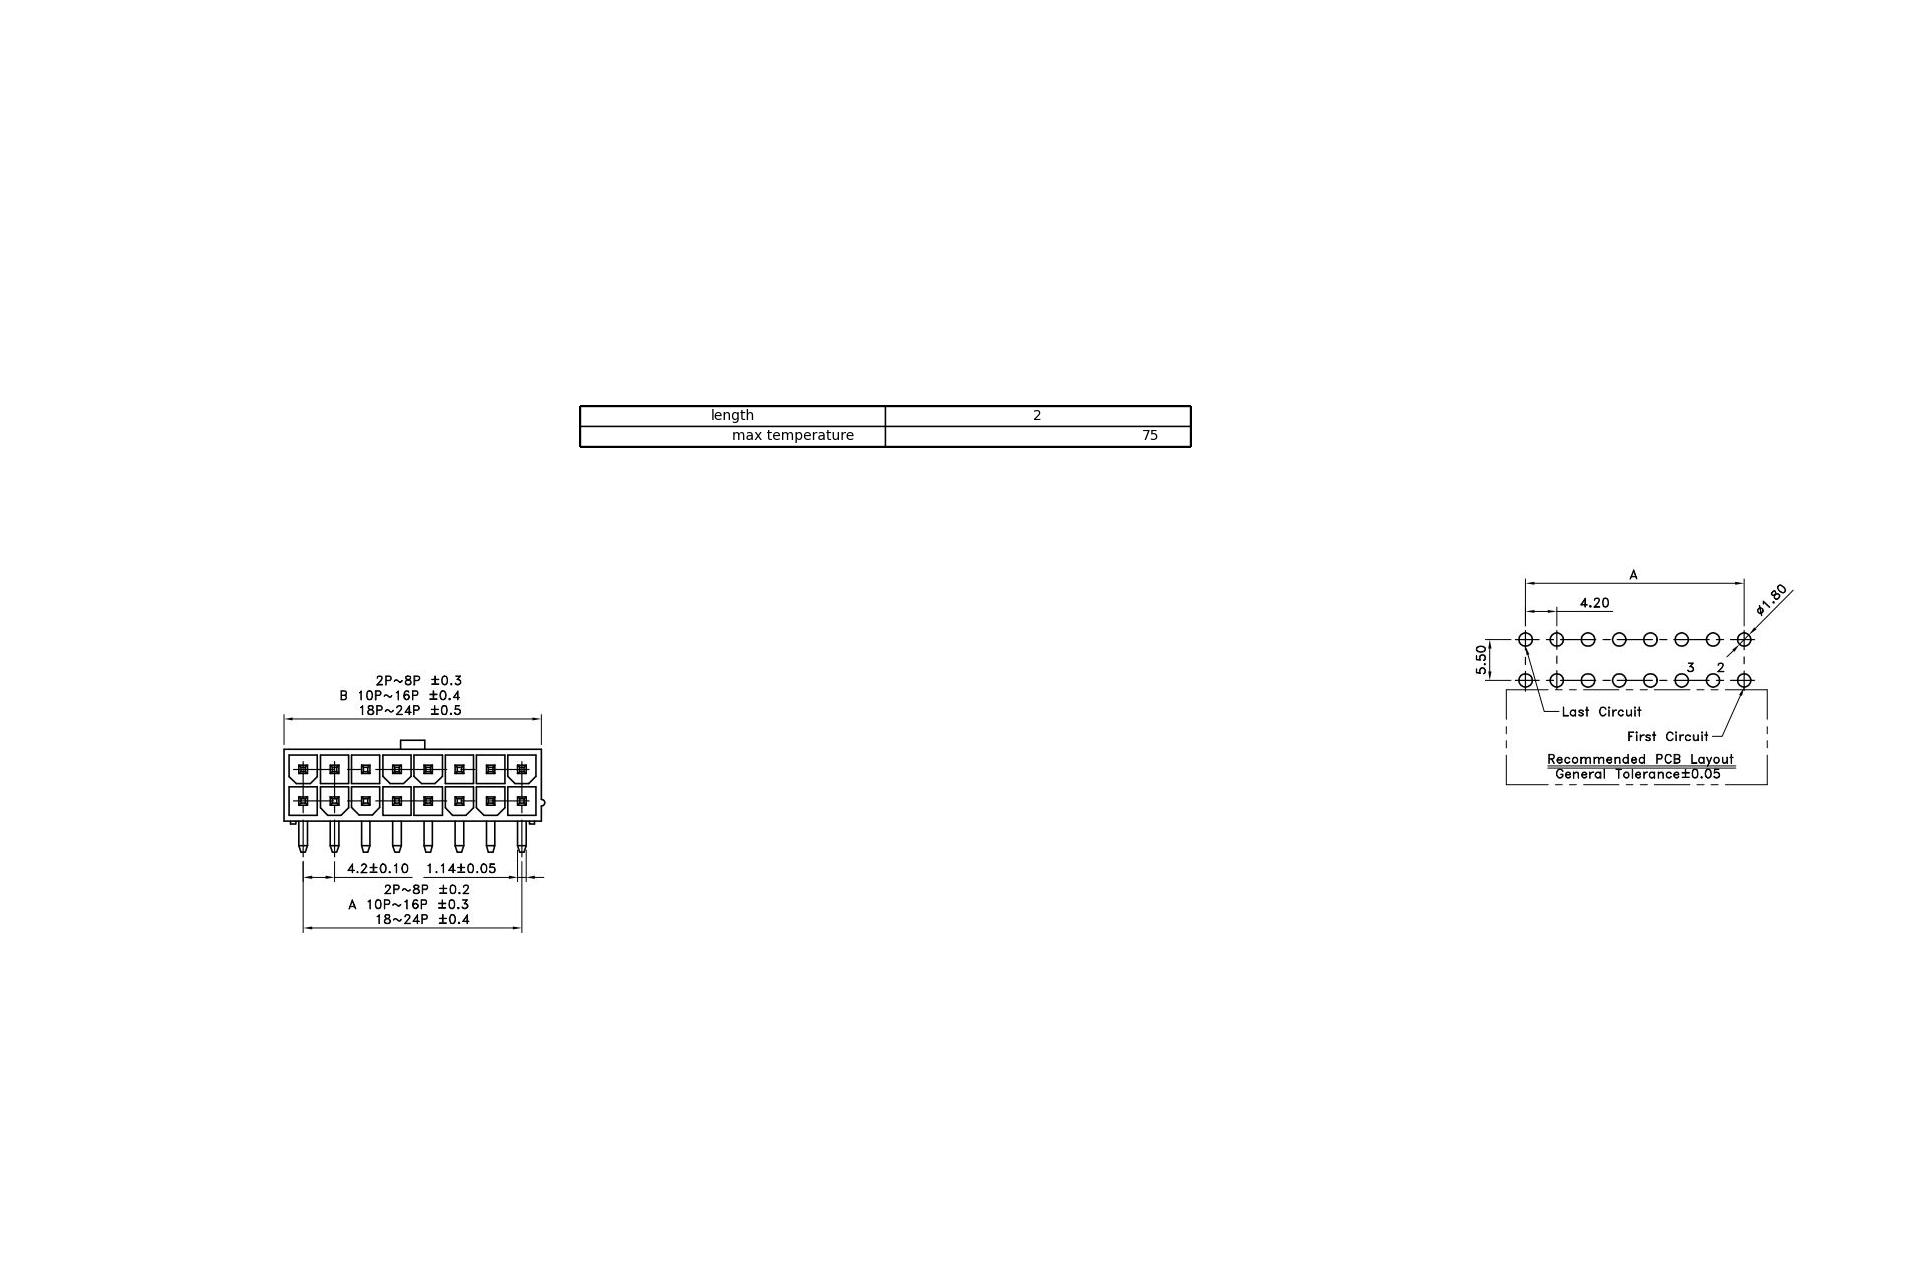 length 2
max temperature 75
A
4.20
ø1.80
5.50
3 2
Last Circuit
First Circuit
Recommended PCB Layout
General Tolerance±0.05
2P~8P ±0.3
B 10P~16P ±0.4
18P~24P ±0.5
4.2±0.10 1.14±0.05
2P~8P ±0.2
A 10P~16P ±0.3
18~24P ±0.4